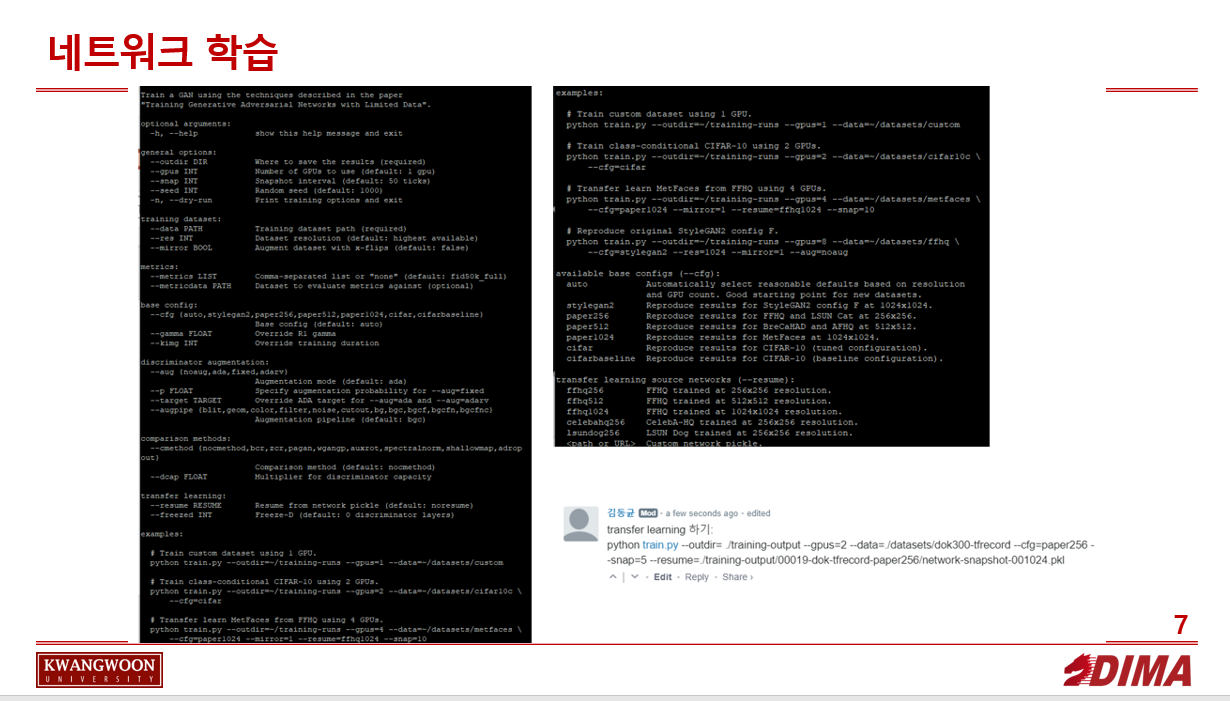 네트워크 학습
Train a GAN using the techniques described in the paper
"Training Generative Adversarial Networks with Limited Data".
optional arguments:
-h, --help show this help message and exit
general options:
--outdir DIR Where to save the results (required)
--gpus INT Number of GPUs to use (default: 1 gpu)
--snap INT Snapshot interval (default: 50 ticks)
--seed INT Random seed (default: 1000)
-n, --dry-run Print training options and exit
training dataset:
--data PATH Training dataset path (required)
--res INT Dataset resolution (default: highest available)
--mirror BOOL Augment dataset with x-flips (default: false)
metrics:
--metrics LIST Comma-separated list or "none" (default: fid50k_full)
--metricdata PATH Dataset to evaluate metrics against (optional)
base config:
--cfg {auto,stylegan2,paper256,paper512,paper1024,cifar,cifarbaseline}
Base config (default: auto)
--gamma FLOAT Override R1 gamma
--kimg INT Override training duration
discriminator augmentation:
--aug {noaug,ada,fixed,adarv}
Augmentation mode (default: ada)
--p FLOAT Specify augmentation probability for --aug=fixed
--target TARGET Override ADA target for --aug=ada and --aug=adarv
--augpipe {blit,geom,color,filter,noise,cutout,bg,bgc,bgcf,bgcfn,bgcfnc}
Augmentation pipeline (default: bgc)
comparison methods:
--cmethod {nocmethod,bcr,zcr,pagan,wgangp,auxrot,spectralnorm,shallowmap,adrop
out}
Comparison method (default: nocmethod)
--dcap FLOAT Multiplier for discriminator capacity
transfer learning:
--resume RESUME Resume from network pickle (default: noresume)
--freezed INT Freeze-D (default: 0 discriminator layers)
examples:
# Train custom dataset using 1 GPU.
python train.py --outdir=~/training-runs --gpus=1 --data=~/datasets/custom
# Train class-conditional CIFAR-10 using 2 GPUs.
python train.py --outdir=~/training-runs --gpus=2 --data=~/datasets/cifar10c \
--cfg=cifar
# Transfer learn MetFaces from FFHQ using 4 GPUs.
python train.py --outdir=~/training-runs --gpus=4 --data=~/datasets/metfaces \
--cfg=paper1024 --mirror=1 --resume=ffhq1024 --snap=10
examples:
# Train custom dataset using 1 GPU.
python train.py --outdir=~/training-runs --gpus=1 --data=~/datasets/custom
# Train class-conditional CIFAR-10 using 2 GPUs.
python train.py --outdir=~/training-runs --gpus=2 --data=~/datasets/cifar10c \
--cfg=cifar
# Transfer learn MetFaces from FFHQ using 4 GPUs.
python train.py --outdir=~/training-runs --gpus=4 --data=~/datasets/metfaces \
--cfg=paper1024 --mirror=1 --resume=ffhq1024 --snap=10
# Reproduce original StyleGAN2 config F.
python train.py --outdir=~/training-runs --gpus=8 --data=~/datasets/ffhq \
--cfg=stylegan2 --res=1024 --mirror=1 --aug=noaug
available base configs (--cfg):
auto Automatically select reasonable defaults based on resolution
and GPU count. Good starting point for new datasets.
stylegan2 Reproduce results for StyleGAN2 config F at 1024x1024.
paper256 Reproduce results for FFHQ and LSUN Cat at 256x256.
paper512 Reproduce results for BreCaHAD and AFHQ at 512x512.
paper1024 Reproduce results for MetFaces at 1024x1024.
cifar Reproduce results for CIFAR-10 (tuned configuration).
cifarbaseline Reproduce results for CIFAR-10 (baseline configuration).
transfer learning source networks (--resume):
ffhq256 FFHQ trained at 256x256 resolution.
ffhq512 FFHQ trained at 512x512 resolution.
ffhq1024 FFHQ trained at 1024x1024 resolution.
celebahq256 CelebA-HQ trained at 256x256 resolution.
lsundog256 LSUN Dog trained at 256x256 resolution.
<path or URL> Custom network pickle.
김동균 Mod • a few seconds ago • edited
transfer learning 하기:
python train.py --outdir= ./training-output --gpus=2 --data=./datasets/dok300-tfrecord --cfg=paper256 -
-snap=5 --resume=./training-output/00019-dok-tfrecord-paper256/network-snapshot-001024.pkl
Edit • Reply • Share ›
7
KWANGWOON
UNIVERSITY
DIMA